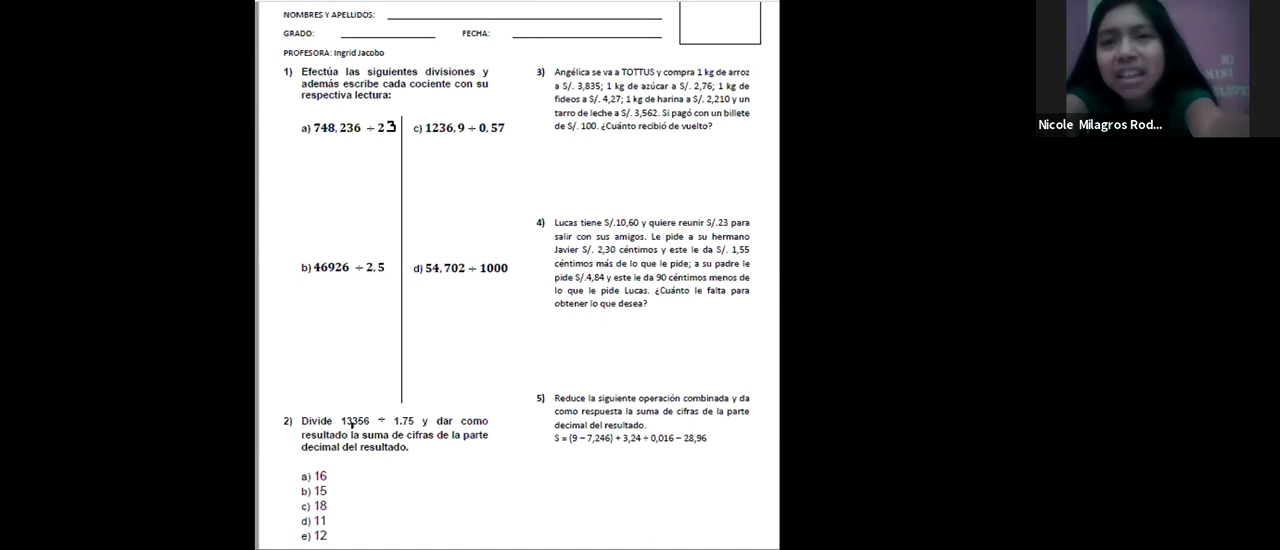 NOMBRES Y APELLIDOS:
GRADO: FECHA:
PROFESORA: Ingrid Jacobo
1) Efectúa las siguientes divisiones y
además escribe cada cociente con su
respectiva lectura:
a) 748,236 ÷ 23
c) 1236,9 ÷ 0,57
b) 46926 ÷ 2,5
d) 54,702 ÷ 1000
2) Divide 13356 ÷ 1.75 y dar como
resultado la suma de cifras de la parte
decimal del resultado.
a) 16
b) 15
c) 18
d) 11
e) 12
3) Angélica se va a TOTTUS y compra 1 kg de arroz
a S/. 3,835; 1 kg de azúcar a S/. 2,76; 1 kg de
fideos a S/. 4,27; 1 kg de harina a S/. 2,210 y un
tarro de leche a S/. 3,562. Si pagó con un billete
de S/. 100. ¿Cuánto recibió de vuelto?
4) Lucas tiene S/.10,60 y quiere reunir S/.23 para
salir con sus amigos. Le pide a su hermano
Javier S/. 2,30 céntimos y este le da S/. 1,55
céntimos más de lo que le pide; a su padre le
pide S/.4,84 y este le da 90 céntimos menos de
lo que le pide Lucas. ¿Cuánto le falta para
obtener lo que desea?
5) Reduce la siguiente operación combinada y da
como respuesta la suma de cifras de la parte
decimal del resultado.
S = (9 – 7,246) + 3,24 ÷ 0,016 – 28,96
MI
MINI
Nicole Milagros Rod...